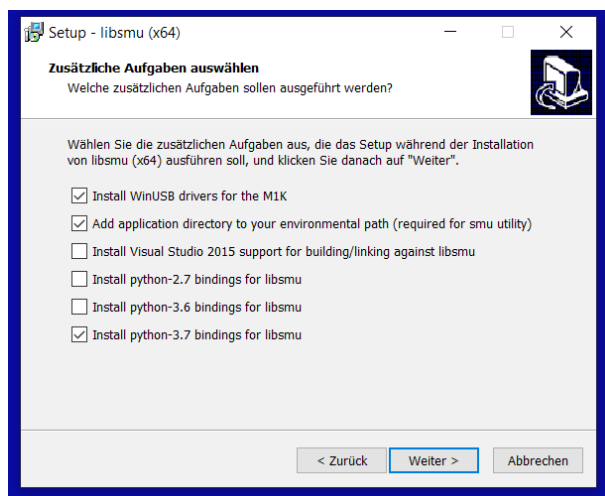 Setup - libsmu (x64)
Zusätzliche Aufgaben auswählen
Welche zusätzlichen Aufgaben sollen ausgeführt werden?
Wählen Sie die zusätzlichen Aufgaben aus, die das Setup während der Installation
von libsmu (x64) ausführen soll, und klicken Sie danach auf "Weiter".
Install WinUSB drivers for the M1K
Add application directory to your environmental path (required for smu utility)
Install Visual Studio 2015 support for building/linking against libsmu
Install python-2.7 bindings for libsmu
Install python-3.6 bindings for libsmu
Install python-3.7 bindings for libsmu
< Zurück Weiter > Abbrechen